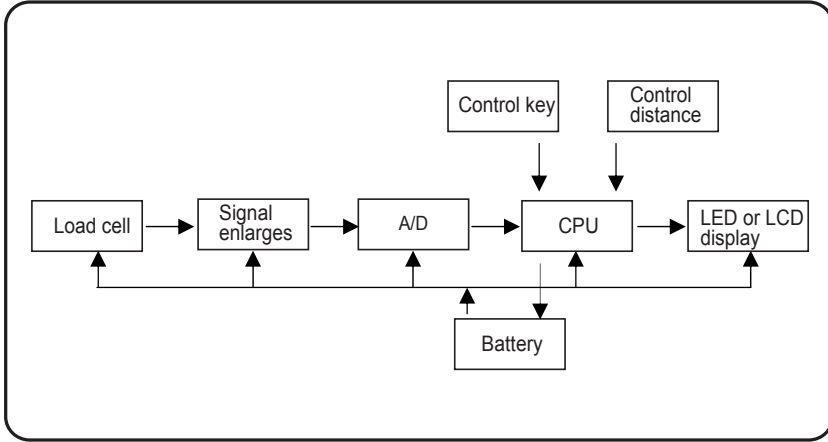 Control key
Control
distance
Load cell
Signal
enlarges
A/D
CPU
LED or LCD
display
Battery